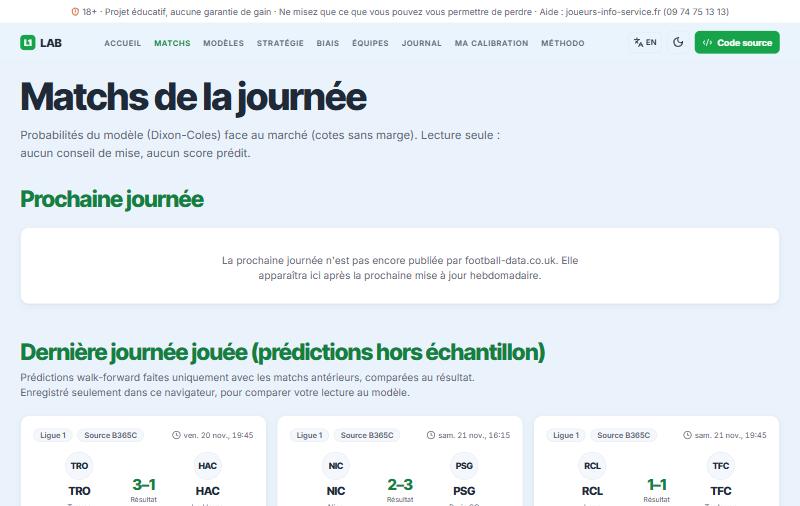 18+ · Projet éducatif, aucune garantie de gain · Ne misez que ce que vous pouvez vous permettre de perdre · Aide : joueurs-info-service.fr (09 74 75 13 13)
L1 LAB ACCUEIL MATCHS MODÈLES STRATÉGIE BIAIS ÉQUIPES JOURNAL MA CALIBRATION MÉTHODO EN Code source
Matchs de la journée
Probabilités du modèle (Dixon-Coles) face au marché (cotes sans marge). Lecture seule :
aucun conseil de mise, aucun score prédit.
Prochaine journée
La prochaine journée n'est pas encore publiée par football-data.co.uk. Elle
apparaîtra ici après la prochaine mise à jour hebdomadaire.
Dernière journée jouée (prédictions hors échantillon)
Prédictions walk-forward faites uniquement avec les matchs antérieurs, comparées au résultat.
Enregistré seulement dans ce navigateur, pour comparer votre lecture au modèle.
Ligue 1 Source B365C ven. 20 nov., 19:45
TRO HAC
TRO 3–1 HAC
Résultat
Ligue 1 Source B365C sam. 21 nov., 16:15
NIC PSG
NIC 2–3 PSG
Résultat
Ligue 1 Source B365C sam. 21 nov., 19:45
RCL TFC
RCL 1–1 TFC
Résultat